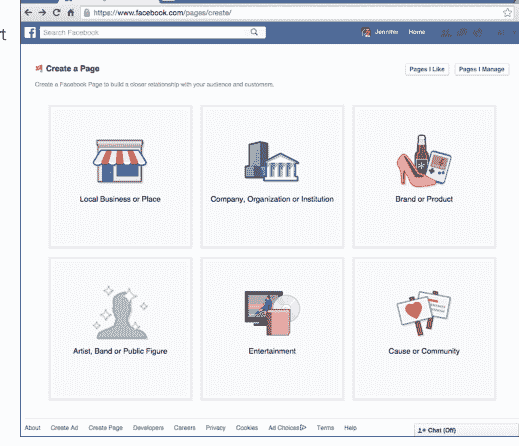 rt
https://www.facebook.com/pages/create/
f Search Facebook Jennifer Home
Create a Page Pages I Like Pages I Manage
Create a Facebook Page to build a closer relationship with your audience and customers.
Local Business or Place Company, Organization or Institution Brand or Product
Artist, Band or Public Figure Entertainment Cause or Community
About Create Ad Create Page Developers Careers Privacy Cookies Ad Choices Terms Help
Chat (Off)